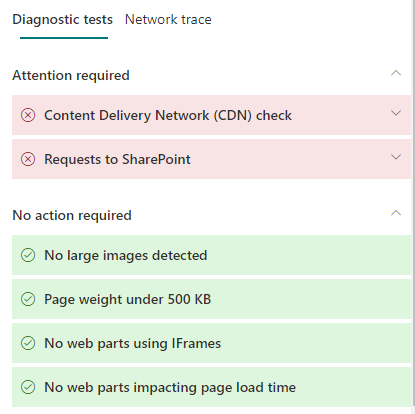 Diagnostic tests Network trace
Attention required
Content Delivery Network (CDN) check
Requests to SharePoint
No action required
No large images detected
Page weight under 500 KB
No web parts using IFrames
No web parts impacting page load time